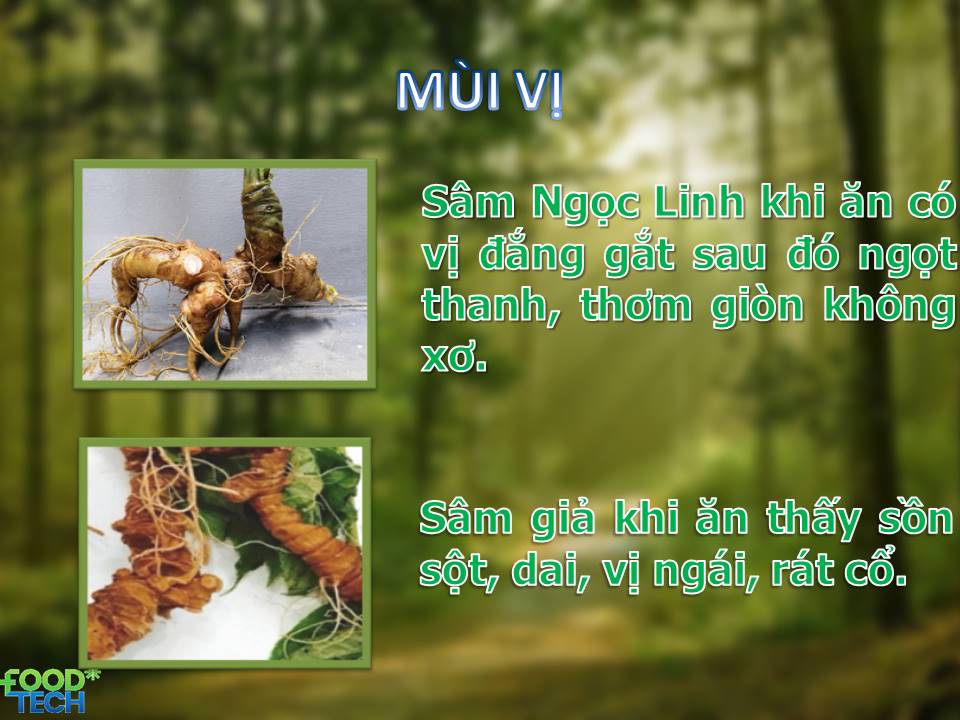 MÙI VỊ
Sâm Ngọc Linh khi ăn có
vị đắng gắt sau đó ngọt
thanh, thơm giòn không
xơ.
Sâm giả khi ăn thấy sồn
sột, dai, vị ngái, rát cổ.
FOOD
TECH